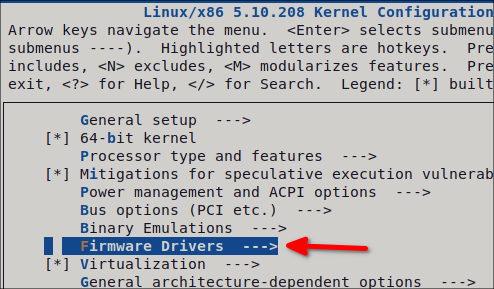 Linux/x86 5.10.208 Kernel Configuration
Arrow keys navigate the menu.  <Enter> selects submenu
submenus ----).  Highlighted letters are hotkeys.  Pre
includes, <N> excludes, <M> modularizes features.  Pre
exit, <?> for Help, </> for Search.  Legend: [*] built
General setup  --->
[*] 64-bit kernel
Processor type and features  --->
[*] Mitigations for speculative execution vulnerab
Power management and ACPI options  --->
Bus options (PCI etc.)  --->
Binary Emulations  --->
Firmware Drivers  --->
[*] Virtualization  --->
General architecture-dependent options  --->